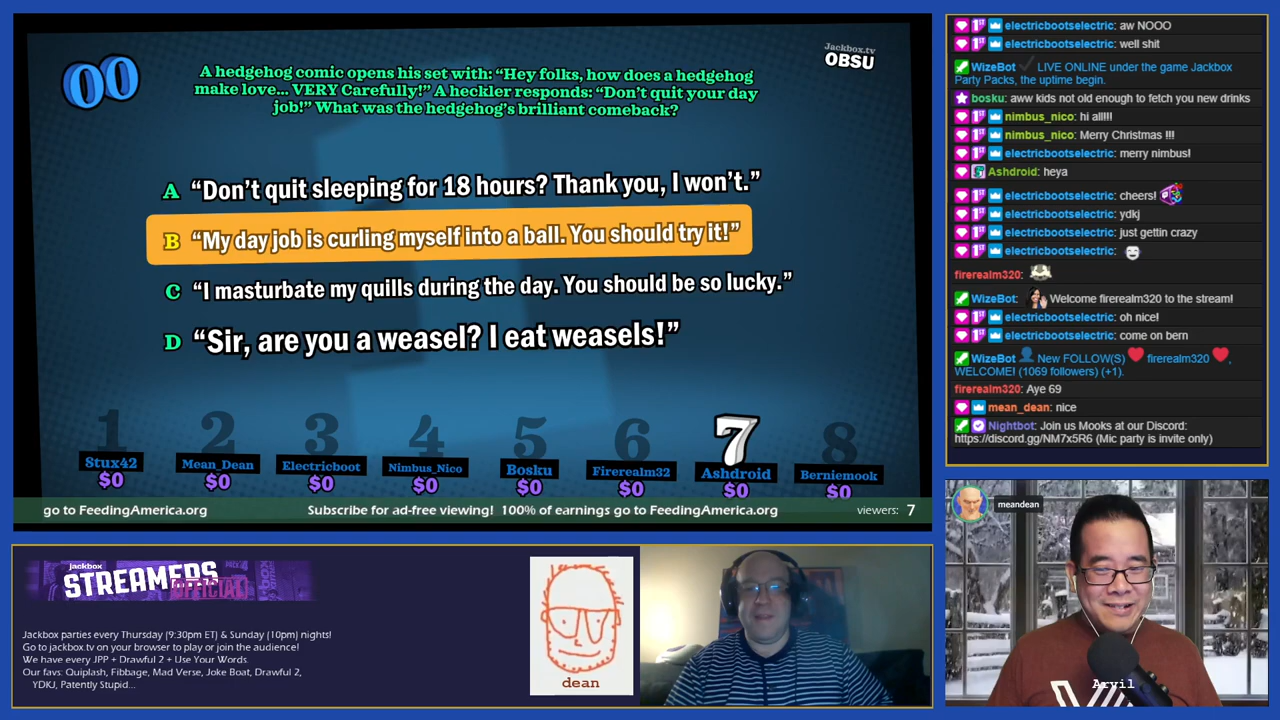 00
Jackbox.tv
OBSU
A hedgehog comic opens his set with: “Hey folks, how does a hedgehog
make love... VERY Carefully!” A heckler responds: “Don’t quit your day
job!” What was the hedgehog’s brilliant comeback?
A “Don’t quit sleeping for 18 hours? Thank you, I won’t.”
B “My day job is curling myself into a ball. You should try it!”
C “I masturbate my quills during the day. You should be so lucky.”
D “Sir, are you a weasel? I eat weasels!”
1 2 3 4 5 6 7 8
Stux42 Mean_Dean Electricboot Nimbus_Nico Bosku Firerealm32 Ashdroid Berniemook
$0 $0 $0 $0 $0 $0 $0 $0
go to FeedingAmerica.org Subscribe for ad-free viewing! 100% of earnings go to FeedingAmerica.org viewers: 7
electricbootselectric: aw NOOO
electricbootselectric: well shit
WizeBot: LIVE ONLINE under the game Jackbox
Party Packs, the uptime begin.
bosku: aww kids not old enough to fetch you new drinks
nimbus_nico: hi all!!!
nimbus_nico: Merry Christmas !!!
electricbootselectric: merry nimbus!
Ashdroid: heya
electricbootselectric: cheers!
electricbootselectric: ydkj
electricbootselectric: just gettin crazy
electricbootselectric:
firerealm320:
WizeBot: Welcome firerealm320 to the stream!
electricbootselectric: oh nice!
electricbootselectric: come on bern
WizeBot New FOLLOW(S) firerealm320 ,
WELCOME! (1069 followers) (+1).
firerealm320: Aye 69
mean_dean: nice
Nightbot: Join us Mooks at our Discord:
https://discord.gg/NM7x5R6 (Mic party is invite only)
jackbox
STREAMERS
OFFICIAL
Jackbox parties every Thursday (9:30pm ET) & Sunday (10pm) nights!
Go to jackbox.tv on your browser to play or join the audience!
We have every JPP + Drawful 2 + Use Your Words.
Our favs: Quiplash, Fibbage, Mad Verse, Joke Boat, Drawful 2,
YDKJ, Patently Stupid...
dean
meandean
Arvil